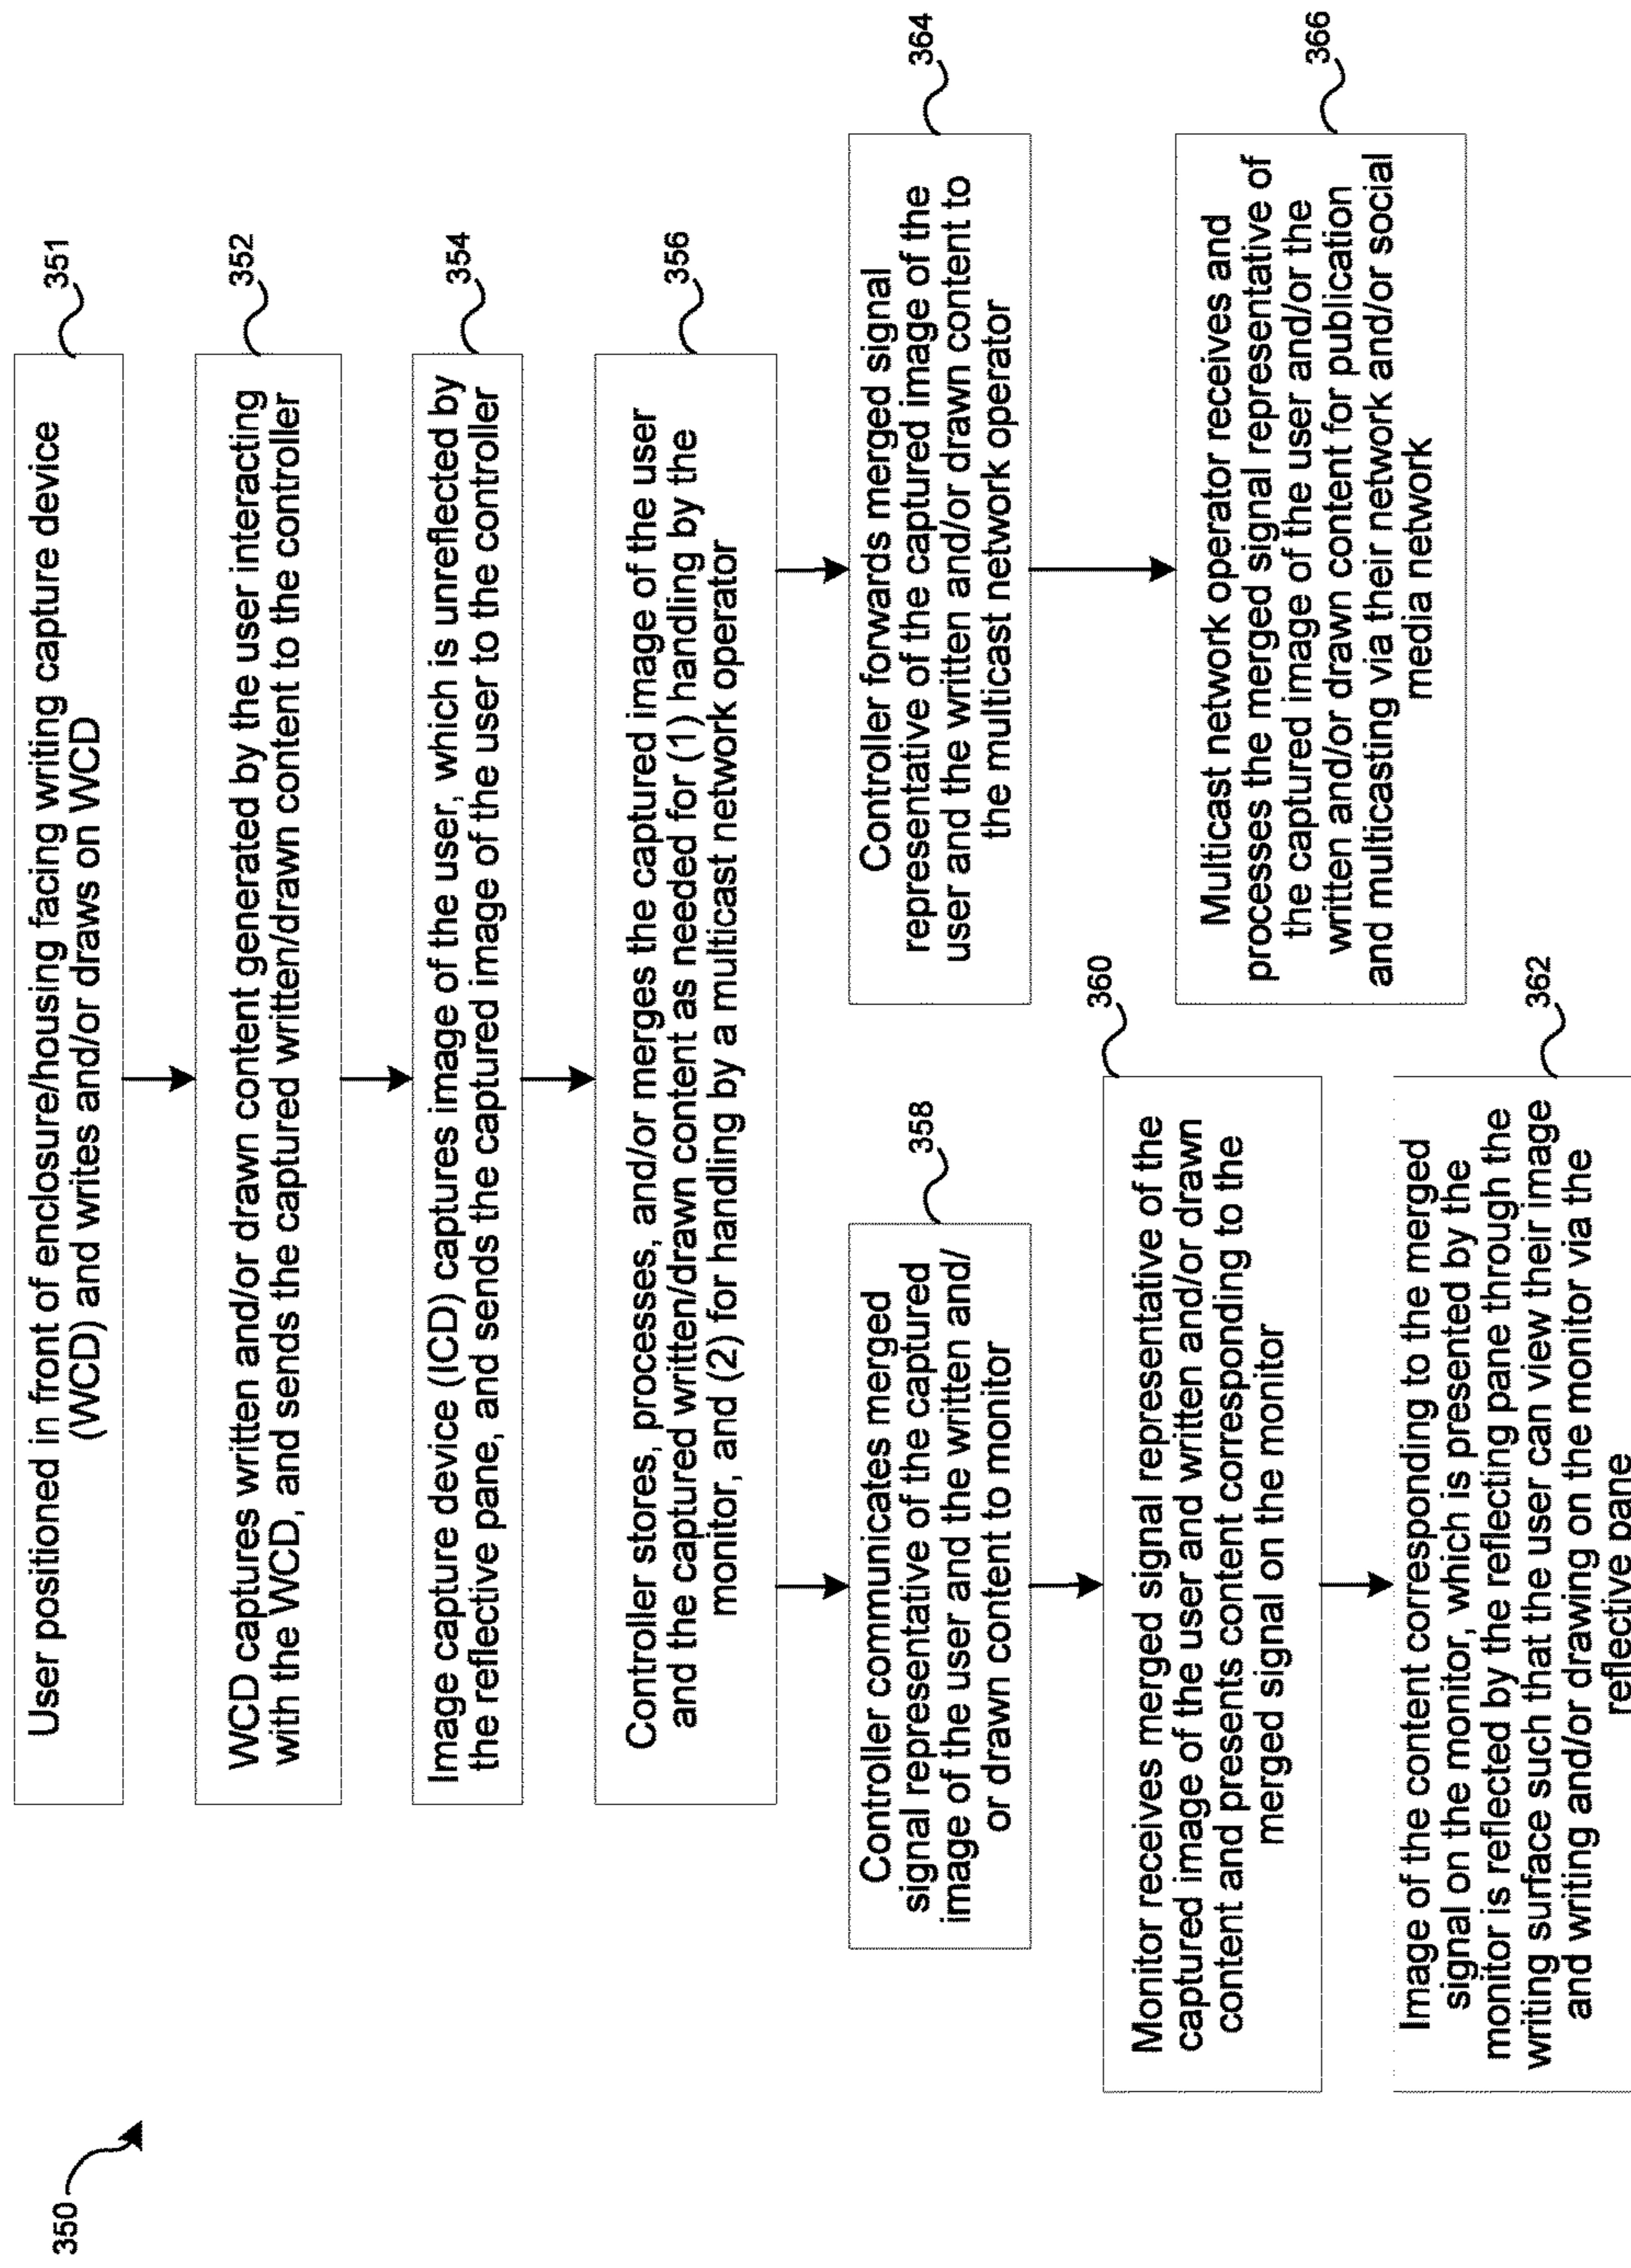 350
User positioned in front of enclosure/housing facing writing capture device
(WCD) and writes and/or draws on WCD
351
WCD captures written and/or drawn content generated by the user interacting
with the WCD, and sends the captured written/drawn content to the controller
352
Image capture device (ICD) captures image of the user, which is unreflected by
the reflective pane, and sends the captured image of the user to the controller
354
Controller stores, processes, and/or merges the captured image of the user
and the captured written/drawn content as needed for (1) handling by the
monitor, and (2) for handling by a multicast network operator
356
Controller communicates merged
signal representative of the captured
image of the user and the written and/
or drawn content to monitor
358
Monitor receives merged signal representative of the
captured image of the user and written and/or drawn
content and presents content corresponding to the
merged signal on the monitor
360
Image of the content corresponding to the merged
signal on the monitor, which is presented by the
monitor is reflected by the reflecting pane through the
writing surface such that the user can view their image
and writing and/or drawing on the monitor via the
reflective pane
362
Controller forwards merged signal
representative of the captured image of the
user and the written and/or drawn content to
the multicast network operator
364
Multicast network operator receives and
processes the merged signal representative of
the captured image of the user and/or the
written and/or drawn content for publication
and multicasting via their network and/or social
media network
366